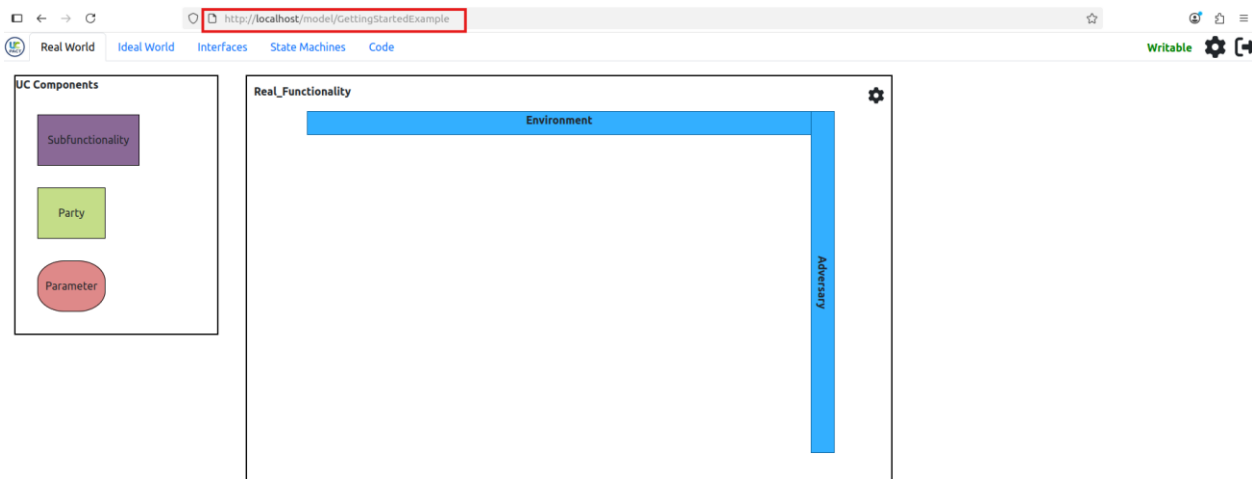 http://localhost/model/GettingStartedExample
UC
Real World
Ideal World
Interfaces
State Machines
Code
Writable
UC Components
Subfunctionality
Party
Parameter
Real_Functionality
Environment
Adversary